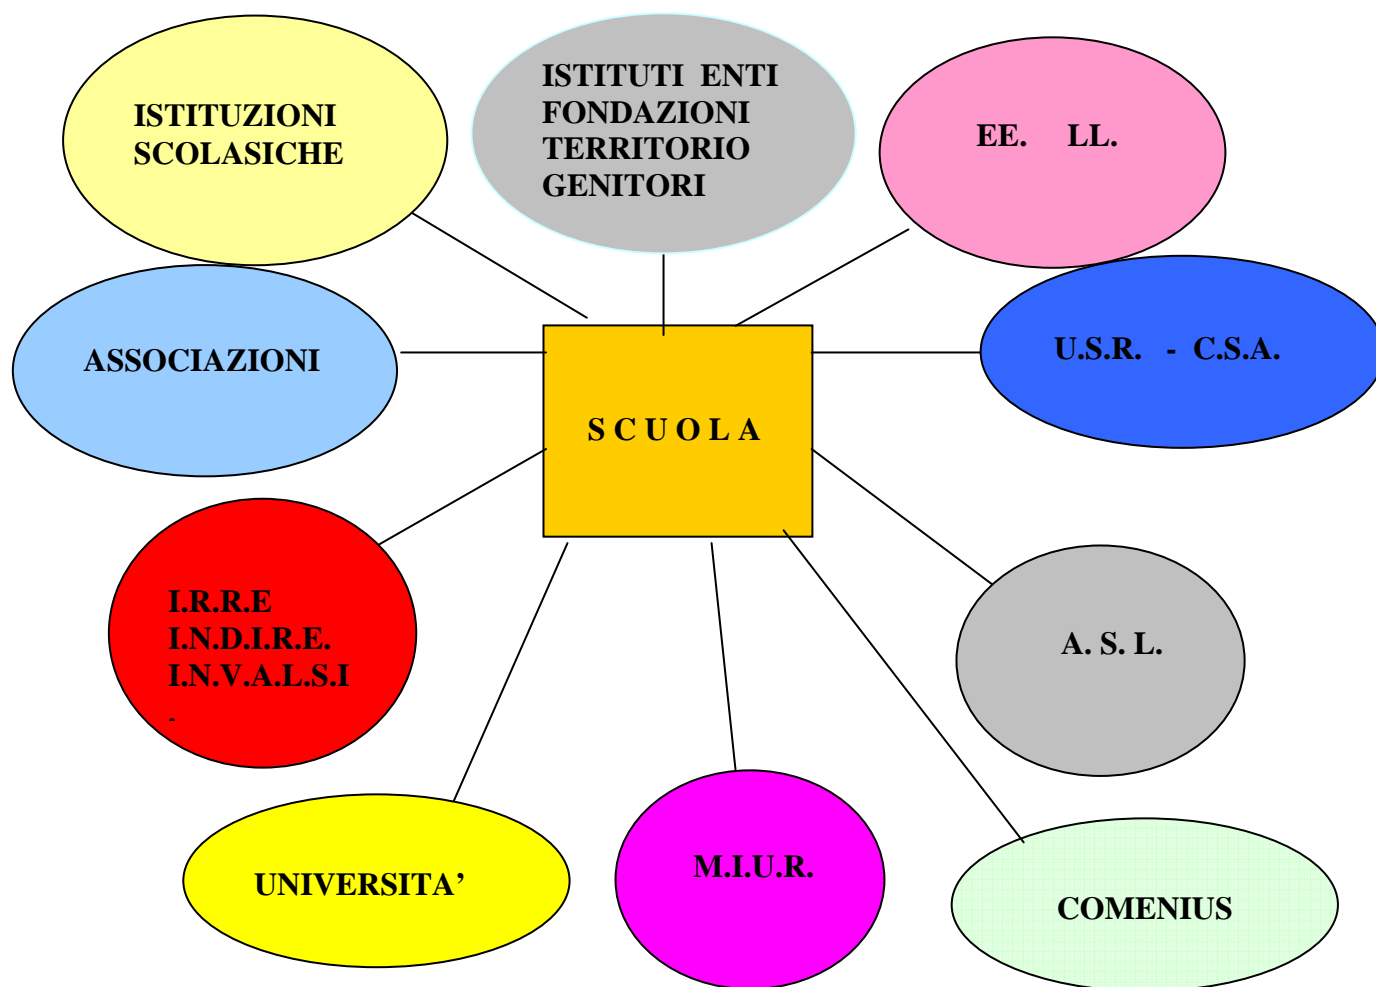 ISTITUZIONI
SCOLASICHE
ISTITUTI ENTI
FONDAZIONI
TERRITORIO
GENITORI
EE. LL.
ASSOCIAZIONI
U.S.R. - C.S.A.
S C U O L A
I.R.R.E
I.N.D.I.R.E.
I.N.V.A.L.S.I
-
A. S. L.
UNIVERSITA’
M.I.U.R.
COMENIUS